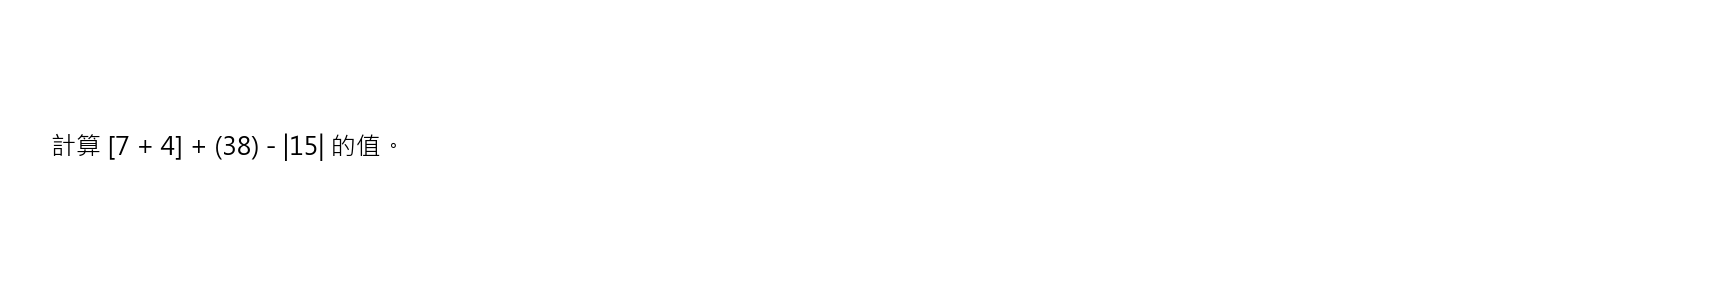 計算 [7 + 4] + (38) - |15| 的值。